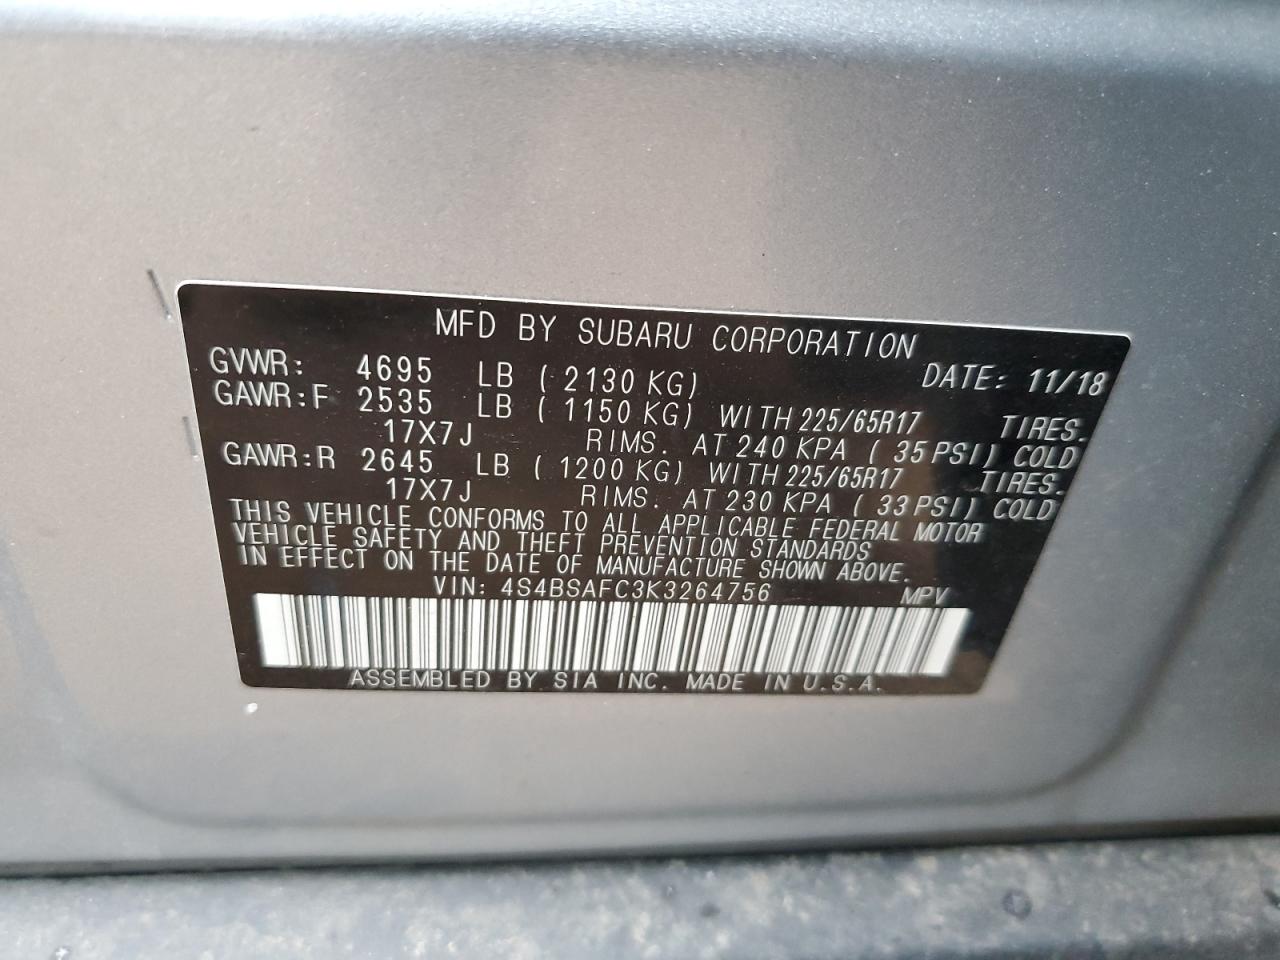 MFD BY SUBARU CORPORATION
GVWR: 4695 LB (2130 KG) DATE: 11/18
GAWR:F 2535 LB (1150 KG) WITH 225/65R17 TIRES.
17X7J RIMS. AT 240 KPA (35 PSI) COLD
GAWR:R 2645 LB (1200 KG) WITH 225/65R17 TIRES.
17X7J RIMS. AT 230 KPA (33 PSI) COLD
THIS VEHICLE CONFORMS TO ALL APPLICABLE FEDERAL MOTOR
VEHICLE SAFETY AND THEFT PREVENTION STANDARDS
IN EFFECT ON THE DATE OF MANUFACTURE SHOWN ABOVE.
VIN: 4S4BSAFC3K3264756 MPV
ASSEMBLED BY SIA INC. MADE IN U.S.A.